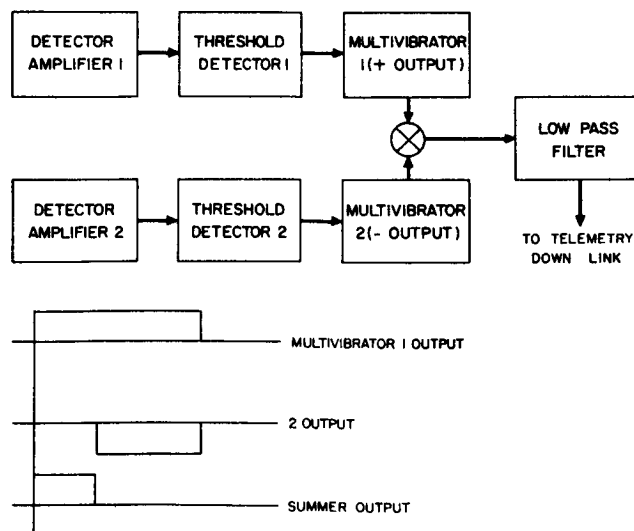 DETECTOR
AMPLIFIER 1
THRESHOLD
DETECTOR 1
MULTIVIBRATOR
1(+ OUTPUT)
LOW PASS
FILTER
DETECTOR
AMPLIFIER 2
THRESHOLD
DETECTOR 2
MULTIVIBRATOR
2(- OUTPUT)
TO TELEMETRY
DOWN LINK
MULTIVIBRATOR 1 OUTPUT
2 OUTPUT
SUMMER OUTPUT